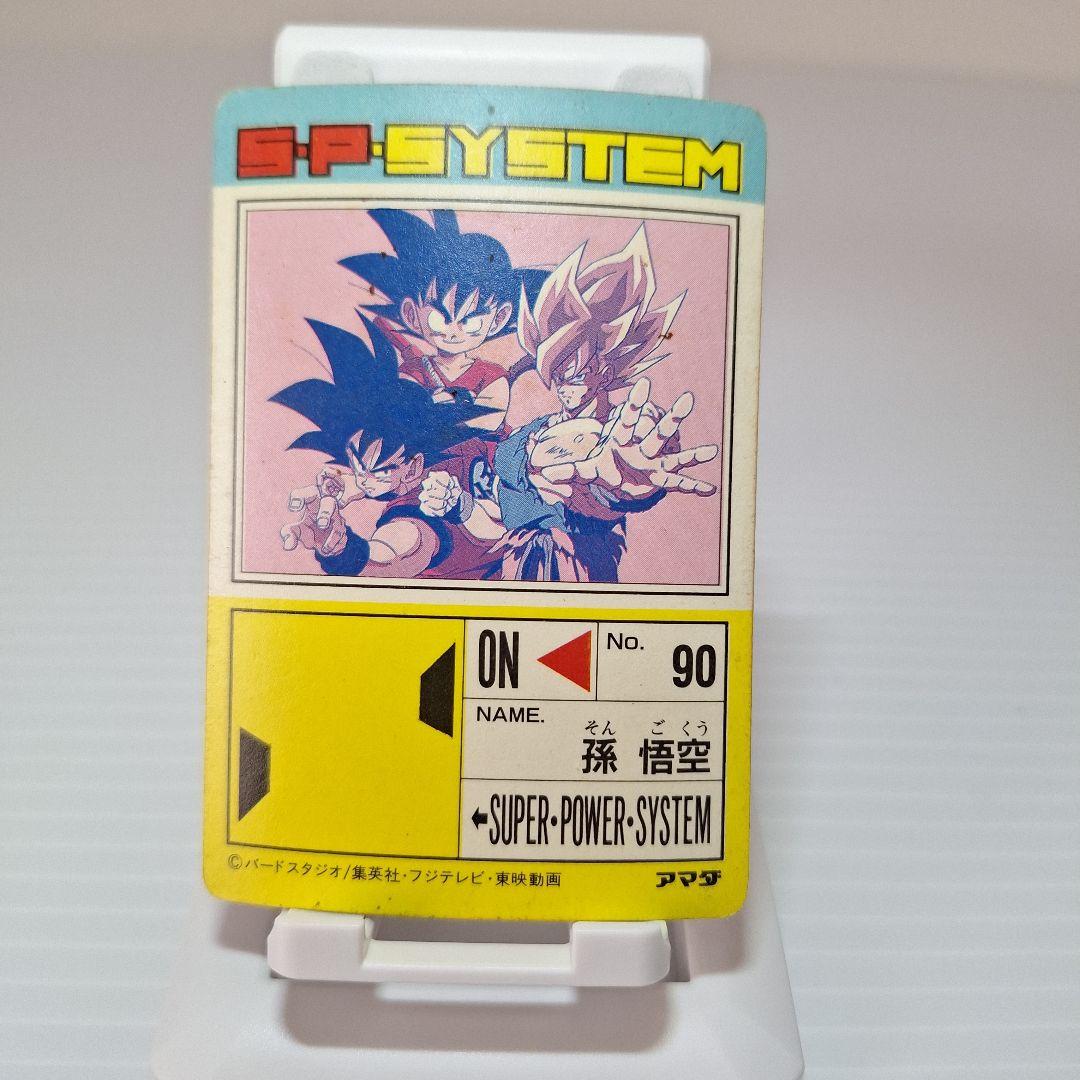 S·P·SYSTEM
ON
No.
90
NAME.
そん ご くう
孫 悟空
←SUPER・POWER・SYSTEM
©バードスタジオ/集英社・フジテレビ・東映動画
アマダ